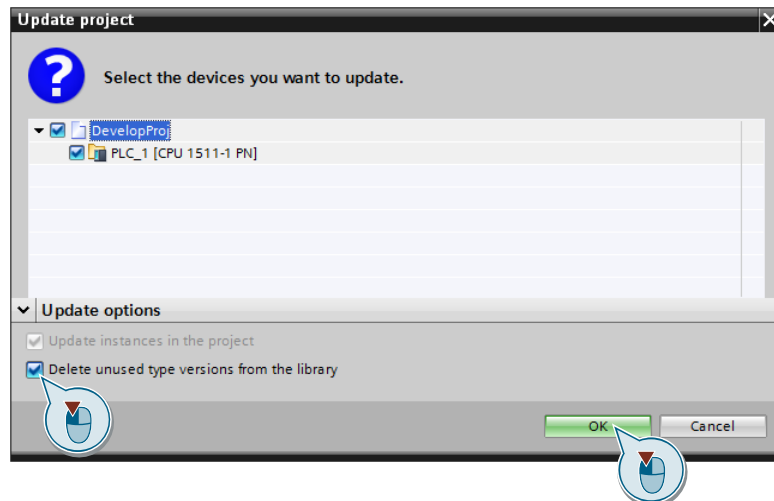 Update project
Select the devices you want to update.
DevelopProj
PLC_1 [CPU 1511-1 PN]
Update options
Update instances in the project
Delete unused type versions from the library
OK Cancel